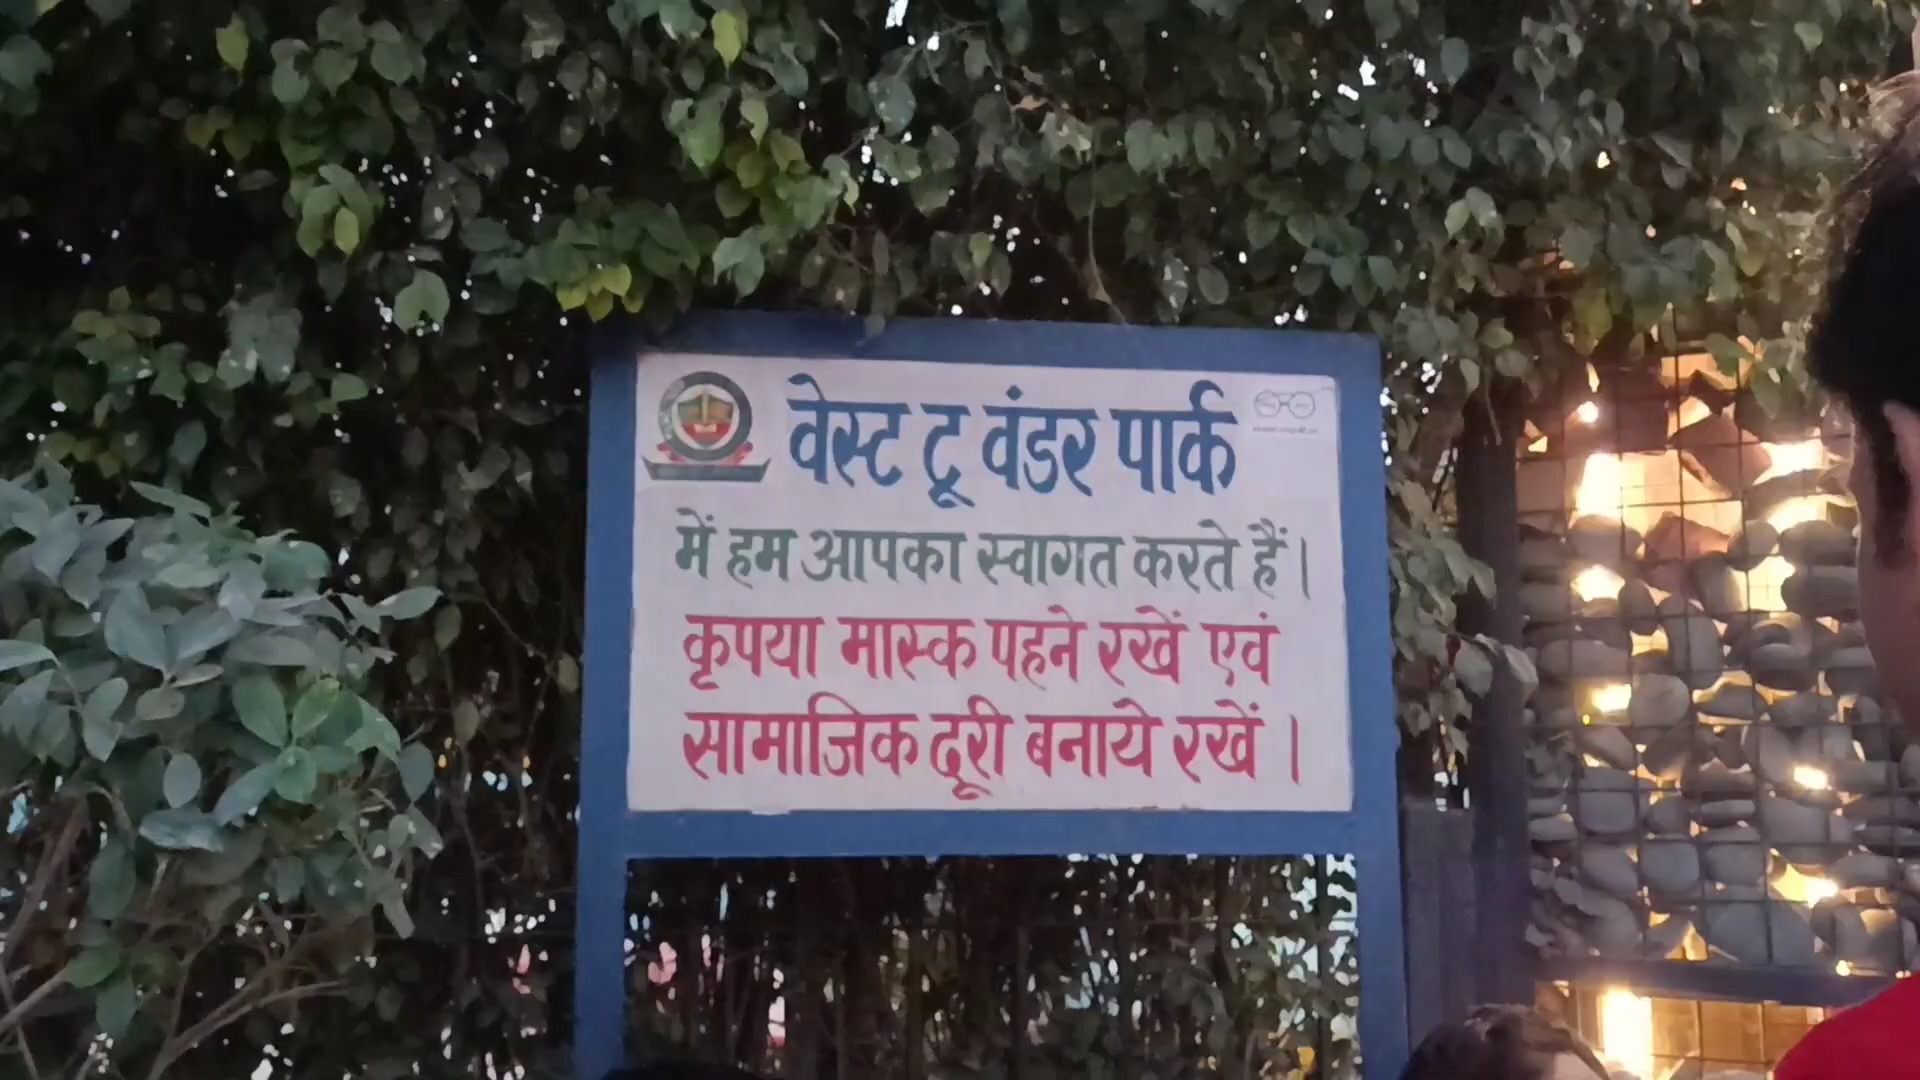 वेस्ट टू वंडर पार्क
में हम आपका स्वागत करते हैं।
कृपया मास्क पहने रखें एवं
सामाजिक दूरी बनाये रखें।